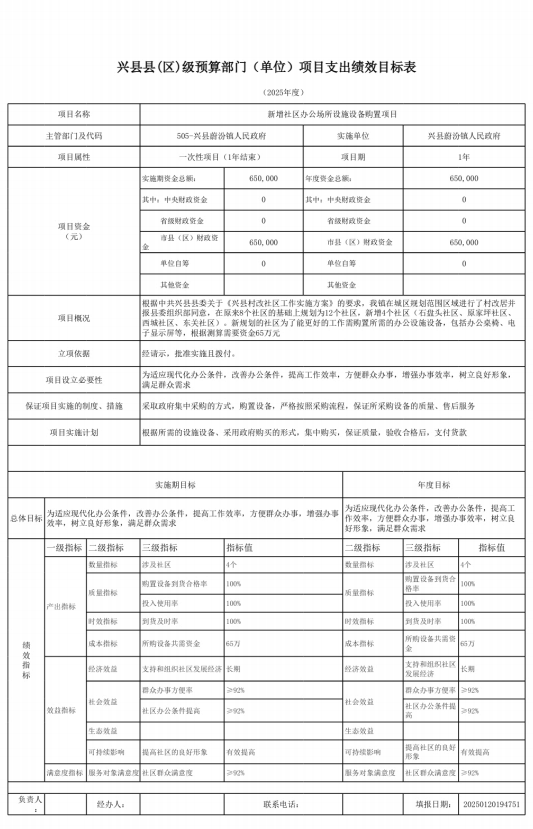 兴县县(区)级预算部门（单位）项目支出绩效目标表
（2025年度）
项目名称 新增社区办公场所设施设备购置项目
主管部门及代码 505-兴县蔚汾镇人民政府 实施单位 兴县蔚汾镇人民政府
项目属性 一次性项目（1年结束） 项目期 1年
项目资金
（元）
实施期资金总额： 650,000 年度资金总额： 650,000
其中：中央财政资金 0 其中：中央财政资金 0
省级财政资金 0 省级财政资金 0
市县（区）财政资金 650,000 市县（区）财政资金 650,000
单位自筹 0 单位自筹 0
其他资金 其他资金
项目概况
根据中共兴县县委关于《兴县村改社区工作实施方案》的要求，我镇在城区规划范围区域进行了村改居并
报县委组织部同意，在原来8个社区的基础上规划为12个社区，新增4个社区（石盘头社区、原家坪社区、
西城社区、东关社区）。新规划的社区为了能更好的工作需购置所需的办公设施设备，包括办公桌椅、电
子显示屏等，根据测算需要资金65万元
立项依据 经请示，批准实施且拨付。
项目设立必要性
为适应现代化办公条件，改善办公条件，提高工作效率，方便群众办事，增强办事效率，树立良好形象，
满足群众需求
保证项目实施的制度、措施 采取政府集中采购的方式，购置设备，严格按照采购流程，保证所采购设备的质量、售后服务
项目实施计划 根据所需的设施设备、采用政府购买的形式，集中购买，保证质量，验收合格后，支付货款
实施期目标 年度目标
总体目标
为适应现代化办公条件，改善办公条件，提高工作效率，方便群众办事，增强办事
效率，树立良好形象，满足群众需求
为适应现代化办公条件，改善办公条件，提高工
作效率，方便群众办事，增强办事效率，树立良
好形象，满足群众需求
绩效指标
一级指标 二级指标 三级指标 指标值 二级指标 三级指标 指标值
产出指标
数量指标 涉及社区 4个 数量指标 涉及社区 4个
质量指标 购置设备到货合格率 100% 质量指标 购置设备到货合格率 100%
投入使用率 100% 投入使用率 100%
时效指标 到货及时率 100% 时效指标 到货及时率 100%
成本指标 所购设备共需资金 65万 成本指标 所购设备共需资金 65万
效益指标
经济效益 支持和组织社区发展经济 长期 经济效益 支持和组织社区发展经济 长期
社会效益 群众办事方便率 ≥92% 社会效益 群众办事方便率 ≥92%
社区办公条件提高 ≥92% 社区办公条件提高 ≥92%
生态效益 生态效益
可持续影响 提高社区的良好形象 有效提高 可持续影响 提高社区的良好形象 有效提高
满意度指标 服务对象满意度 社区群众满意度 ≥92% 服务对象满意度 社区群众满意度 ≥92%
负责人： 经办人： 联系电话： 填报日期： 20250120194751